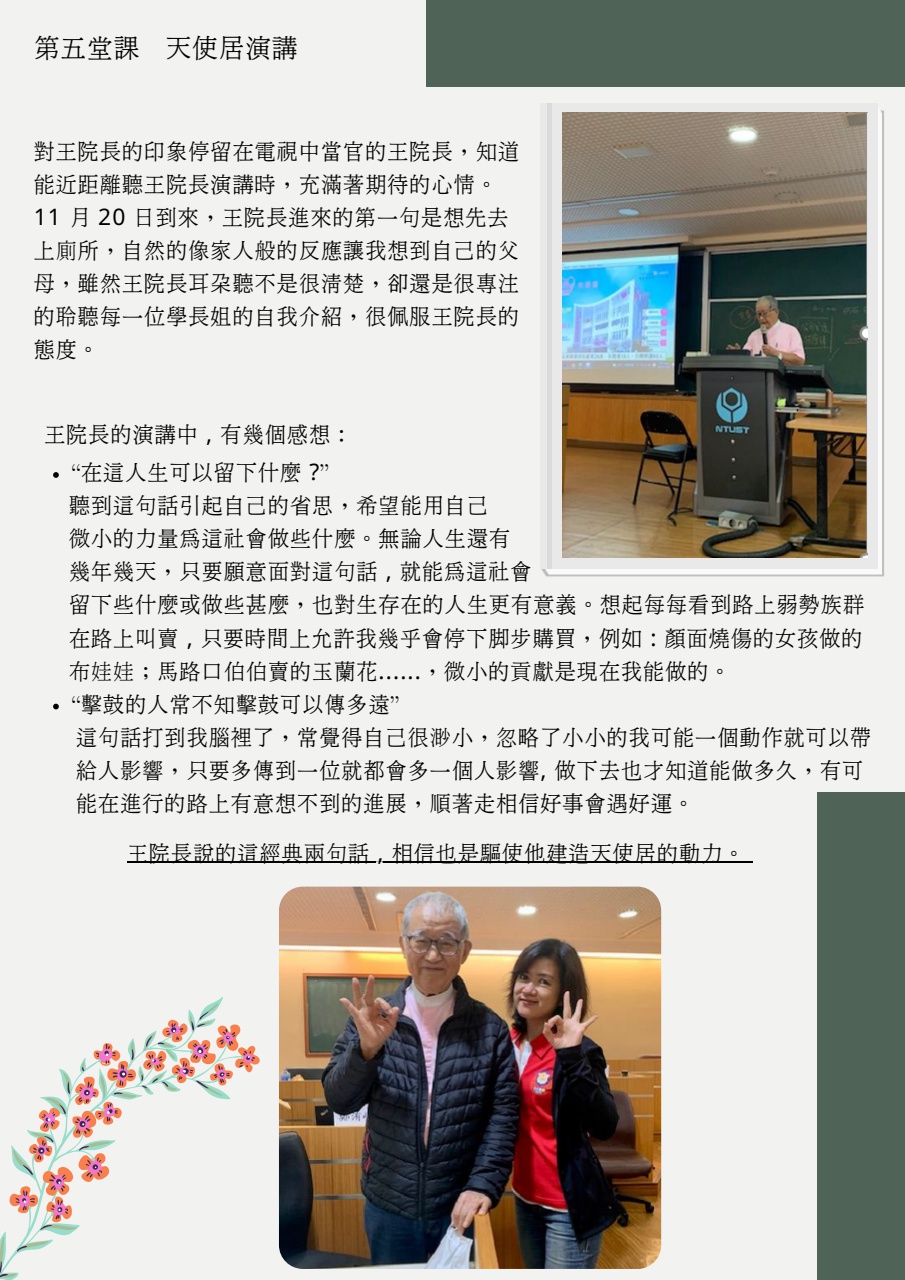 第五堂課　天使居演講
對王院長的印象停留在電視中當官的王院長，知道
能近距離聽王院長演講時，充滿著期待的心情。
11 月 20 日到來，王院長進來的第一句是想先去
上廁所，自然的像家人般的反應讓我想到自己的父
母，雖然王院長耳朶聽不是很清楚，卻還是很專注
的聆聽每一位學長姐的自我介紹，很佩服王院長的
態度。
NTUST
王院長的演講中 , 有幾個感想：
• “在這人生可以留下什麼 ?”
聽到這句話引起自己的省思，希望能用自己
微小的力量爲這社會做些什麼。無論人生還有
幾年幾天，只要願意面對這句話 , 就能爲這社會
留下些什麼或做些甚麼，也對生存在的人生更有意義。想起每每看到路上弱勢族群
在路上叫賣 , 只要時間上允許我幾乎會停下脚步購買，例如：顏面燒傷的女孩做的
布娃娃；馬路口伯伯賣的玉蘭花......，微小的貢獻是現在我能做的。
• “擊鼓的人常不知擊鼓可以傳多遠”
這句話打到我腦裡了，常覺得自己很渺小，忽略了小小的我可能一個動作就可以帶
給人影響，只要多傳到一位就都會多一個人影響, 做下去也才知道能做多久，有可
能在進行的路上有意想不到的進展，順著走相信好事會遇好運。
王院長說的這經典兩句話 , 相信也是驅使他建造天使居的動力。